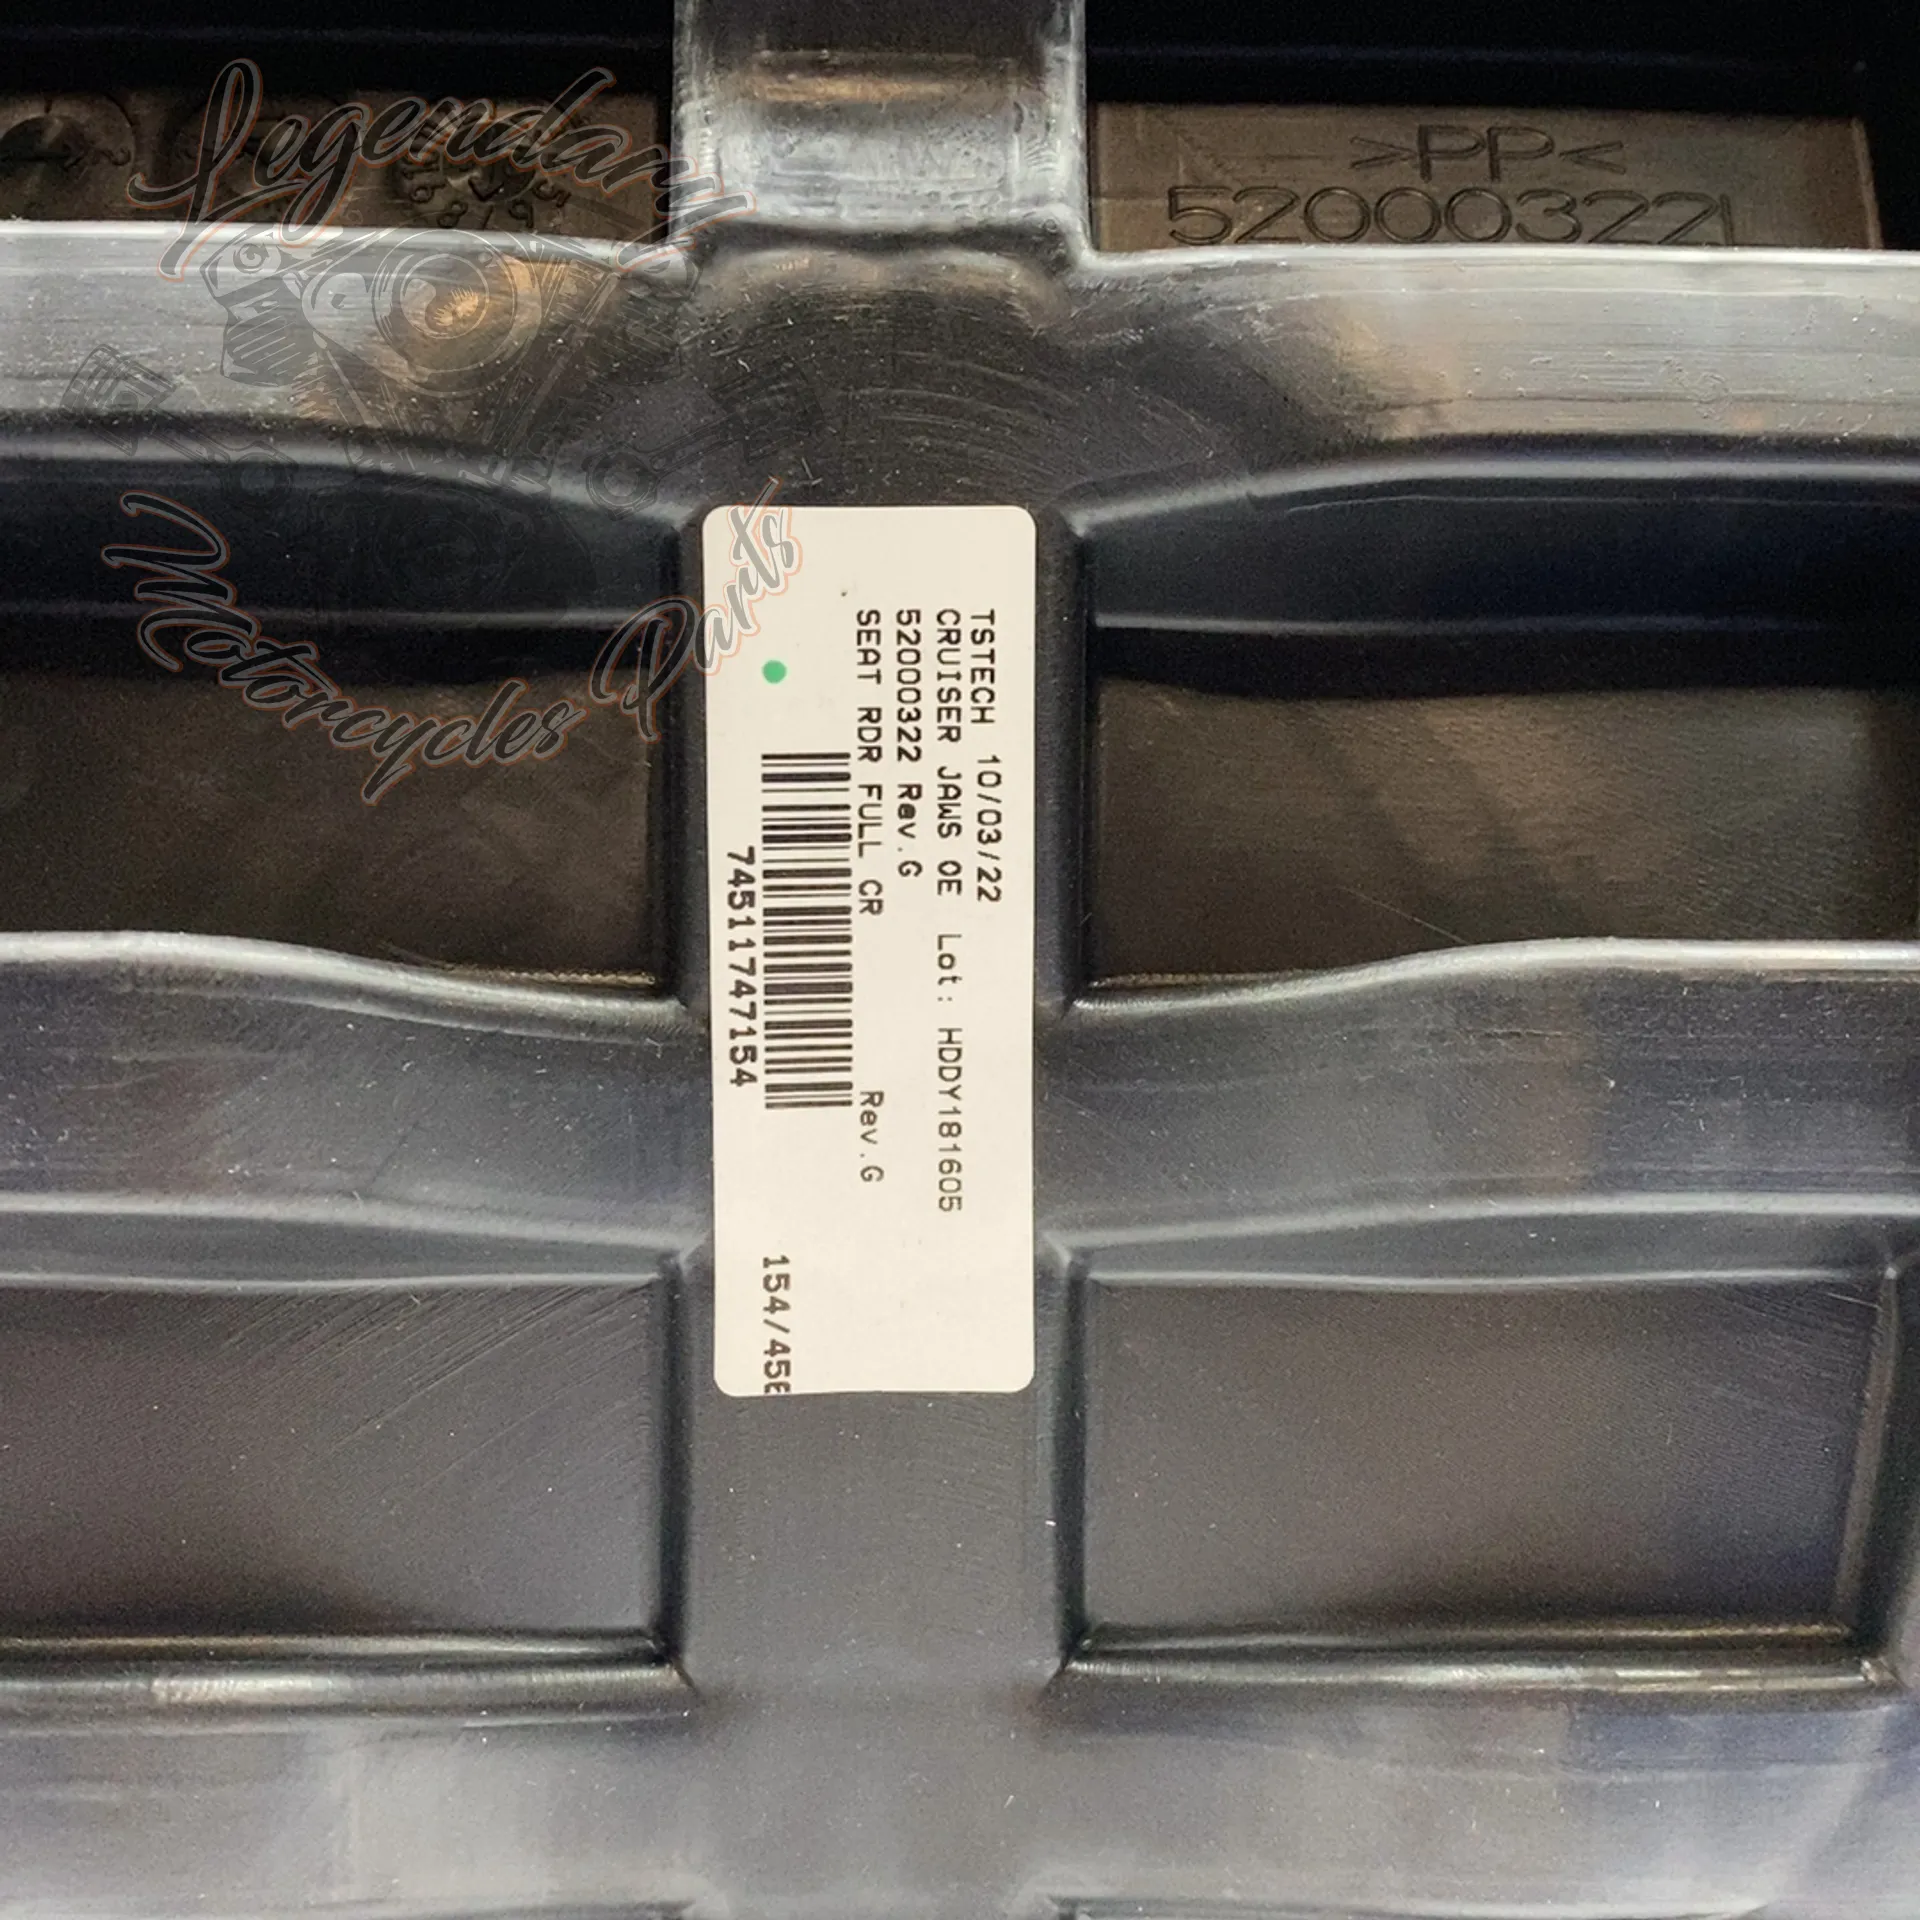 Legendary
Motorcycles Parts
>PP<
52000322
TSTECH 10/03/22
CRUISER JAWS OE Lot: HDDY181605
52000322 Rev.G
SEAT RDR FULL CR Rev.G
74511747154